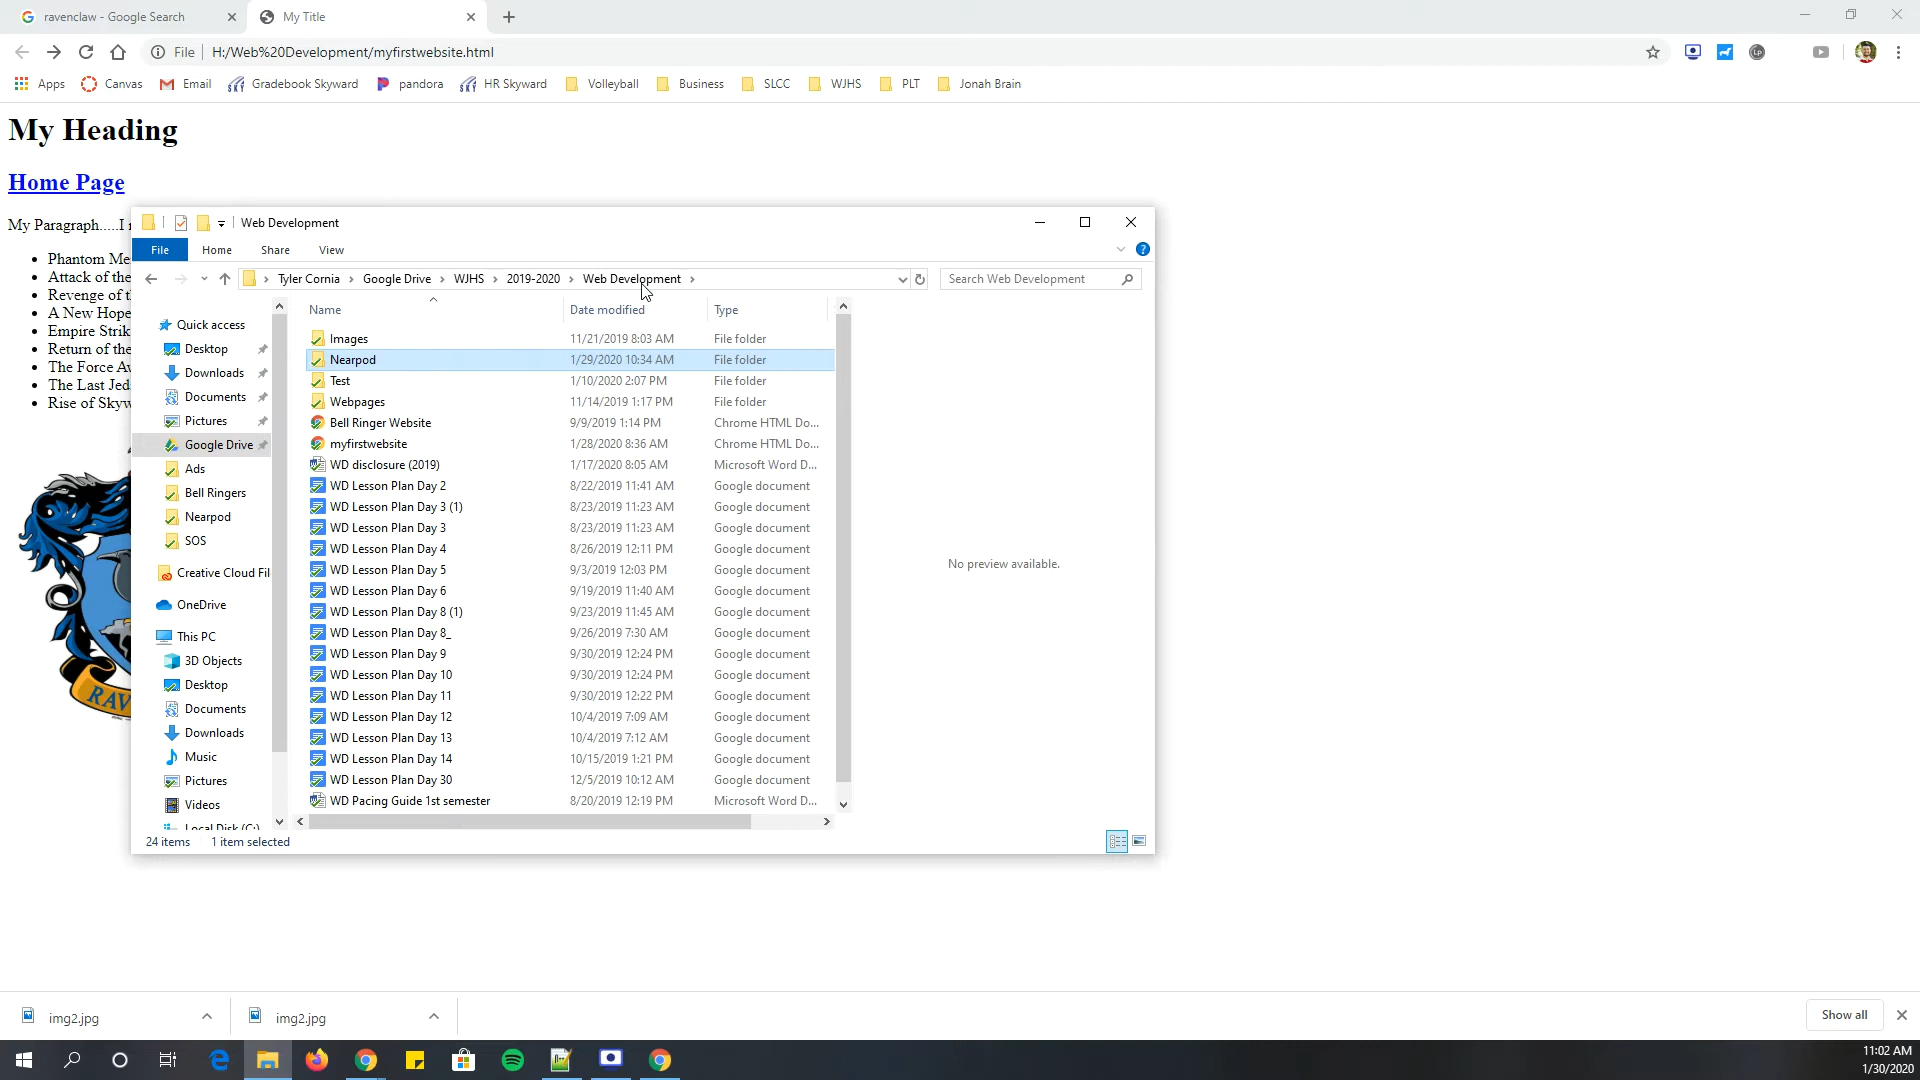 ravenclaw - Google Search
My Title
File
H:/Web%20Development/myfirstwebsite.html
Apps
Canvas
Email
Gradebook Skyward
pandora
HR Skyward
Volleyball
Business
SLCC
WJHS
PLT
Jonah Brain
My Heading
Home Page
My Paragraph.....I
Phantom Me
Attack of the
Revenge of
A New Hope
Empire Strik
Return of the
The Force
The Last Jed
Rise of Skyw
RAV
Web Development
File
Home
Share
View
Tyler Cornia
Google Drive
WJHS
2019-2020
Web Development
Search Web Development
Quick access
Desktop
Downloads
Documents
Pictures
Google Drive
Ads
Bell Ringers
Nearpod
SOS
Creative Cloud Fil
OneDrive
This PC
3D Objects
Desktop
Documents
Downloads
Music
Pictures
Videos
Local Disk (C:)
Name Date modified Type
Images 11/21/2019 8:03 AM File folder
Nearpod 1/29/2020 10:34 AM File folder
Test 1/10/2020 2:07 PM File folder
Webpages 11/14/2019 1:17 PM File folder
Bell Ringer Website 9/9/2019 1:14 PM Chrome HTML Do...
myfirstwebsite 1/28/2020 8:36 AM Chrome HTML Do...
WD disclosure (2019) 1/17/2020 8:05 AM Microsoft Word D...
WD Lesson Plan Day 2 8/22/2019 11:41 AM Google document
WD Lesson Plan Day 3 (1) 8/23/2019 11:23 AM Google document
WD Lesson Plan Day 3 8/23/2019 11:23 AM Google document
WD Lesson Plan Day 4 8/26/2019 12:11 PM Google document
WD Lesson Plan Day 5 9/3/2019 12:03 PM Google document
WD Lesson Plan Day 6 9/19/2019 11:40 AM Google document
WD Lesson Plan Day 8 (1) 9/23/2019 11:45 AM Google document
WD Lesson Plan Day 8_ 9/26/2019 7:30 AM Google document
WD Lesson Plan Day 9 9/30/2019 12:24 PM Google document
WD Lesson Plan Day 10 9/30/2019 12:24 PM Google document
WD Lesson Plan Day 11 9/30/2019 12:22 PM Google document
WD Lesson Plan Day 12 10/4/2019 7:09 AM Google document
WD Lesson Plan Day 13 10/4/2019 7:12 AM Google document
WD Lesson Plan Day 14 10/15/2019 1:21 PM Google document
WD Lesson Plan Day 30 12/5/2019 10:12 AM Google document
WD Pacing Guide 1st semester 8/20/2019 12:19 PM Microsoft Word D...
No preview available.
24 items
1 item selected
img2.jpg
img2.jpg
Show all
11:02 AM
1/30/2020